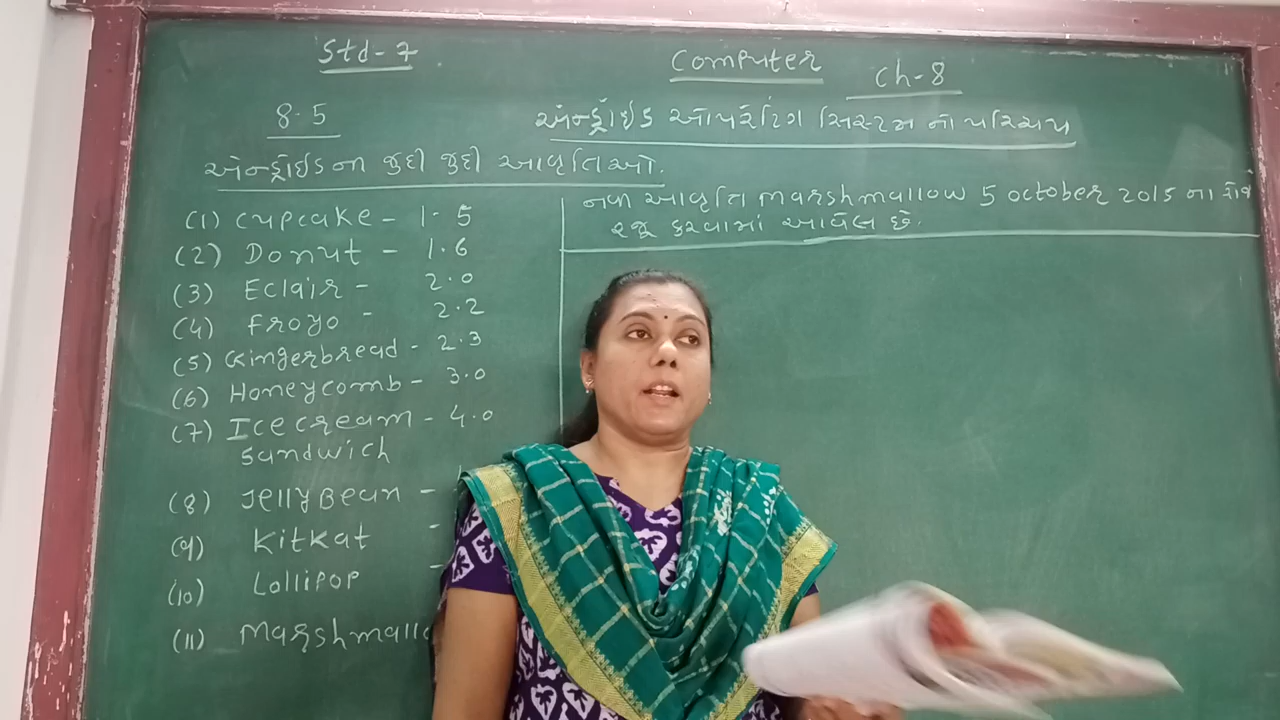 Std-7
Computer
Ch-8
8.5
એન્ડ્રૉઇડ ઑપરેટિંગ સિસ્ટમ નો પરિચય
એન્ડ્રૉઇડના જુદી જુદી આવૃત્તિઓ.
(1) Cupcake - 1.5
(2) Donut - 1.6
(3) Eclair - 2.0
(4) Froyo - 2.2
(5) Gingerbread - 2.3
(6) Honeycomb - 3.0
(7) Ice cream - 4.0
Sandwich
(8) Jelly Bean -
(9) Kitkat -
(10) Lollipop -
(11) Marshmallo
આવૃત્તિ Marshmallow 5 october 2015 ના રોજ
રજૂ કરવામાં આવેલ છે.